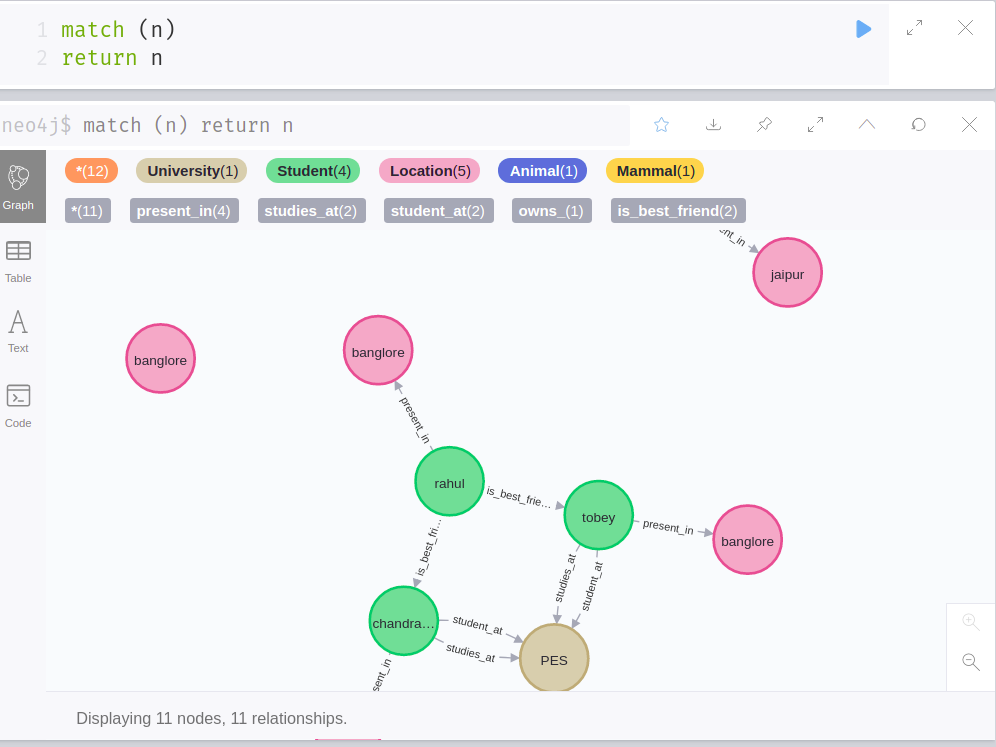 1 match (n)
2 return n
neo4j$ match (n) return n
*(12) University(1) Student(4) Location(5) Animal(1) Mammal(1)
*(11) present_in(4) studies_at(2) student_at(2) owns_(1) is_best_friend(2)
Graph
Table
Text
Code
ent_in
jaipur
banglore
banglore
present_in
rahul
is_best_frie…
tobey
present_in
banglore
is_best_fri…
studies_at
student_at
chandra…
student_at
studies_at
PES
sent_in
Displaying 11 nodes, 11 relationships.